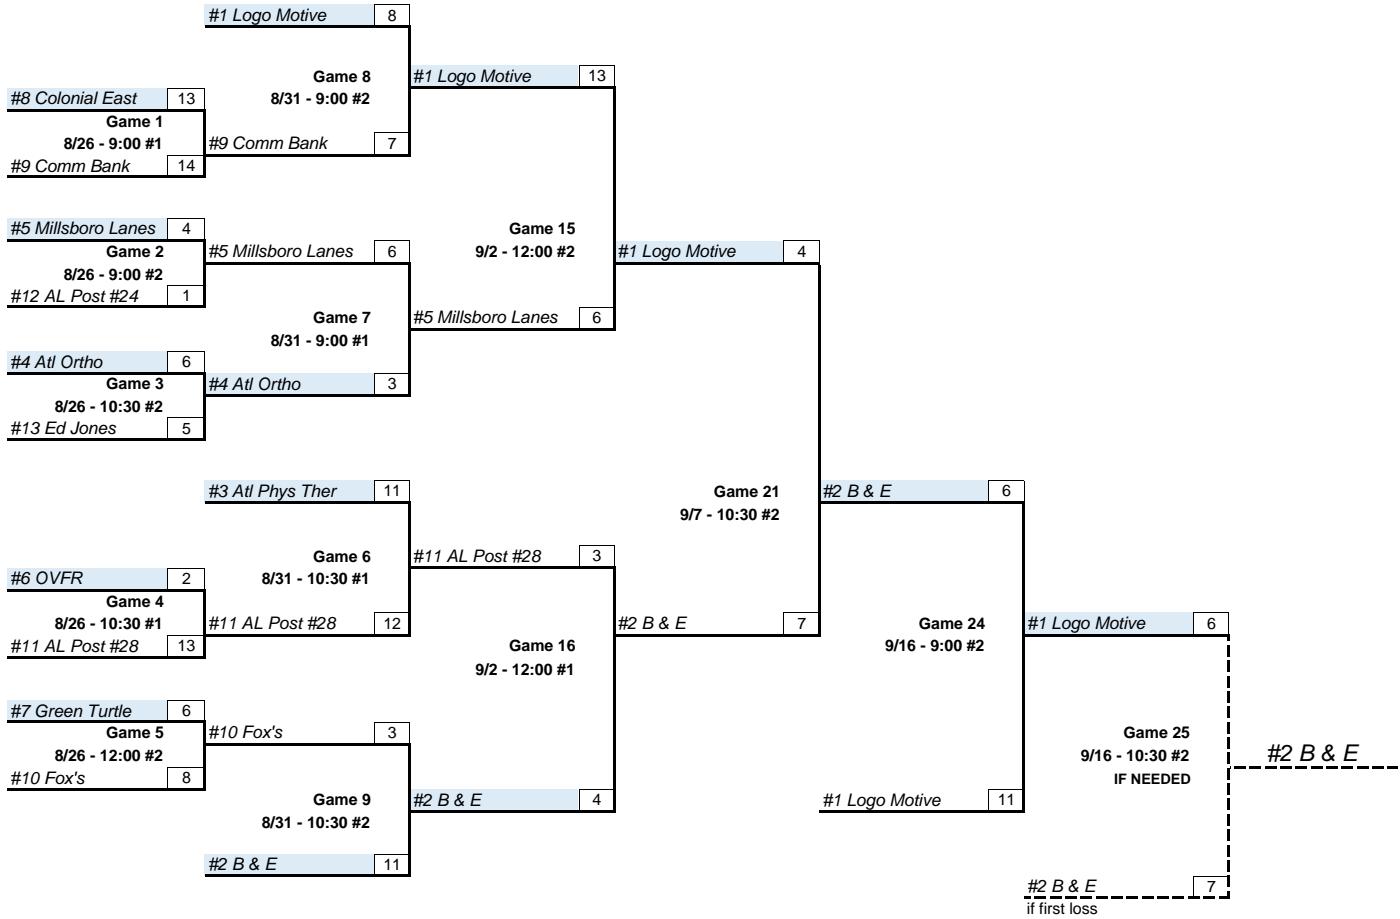 #1 Logo Motive 8
Game 8
8/31 - 9:00 #2
#9 Comm Bank 7
#8 Colonial East 13
Game 1
8/26 - 9:00 #1
#9 Comm Bank 14
#1 Logo Motive 13
Game 15
9/2 - 12:00 #2
#5 Millsboro Lanes 6
#5 Millsboro Lanes 4
Game 2
8/26 - 9:00 #2
#12 AL Post #24 1
#5 Millsboro Lanes 6
Game 7
8/31 - 9:00 #1
#4 Atl Ortho 3
#4 Atl Ortho 6
Game 3
8/26 - 10:30 #2
#13 Ed Jones 5
#1 Logo Motive 4
Game 21
9/7 - 10:30 #2
#2 B & E 7
#3 Atl Phys Ther 11
Game 6
8/31 - 10:30 #1
#11 AL Post #28 12
#6 OVFR 2
Game 4
8/26 - 10:30 #1
#11 AL Post #28 13
#11 AL Post #28 3
Game 16
9/2 - 12:00 #1
#2 B & E 4
#7 Green Turtle 6
Game 5
8/26 - 12:00 #2
#10 Fox's 8
#10 Fox's 3
Game 9
8/31 - 10:30 #2
#2 B & E 11
#2 B & E 6
Game 24
9/16 - 9:00 #2
#1 Logo Motive 11
#1 Logo Motive 6
Game 25
9/16 - 10:30 #2
IF NEEDED
#2 B & E 7
if first loss
#2 B & E